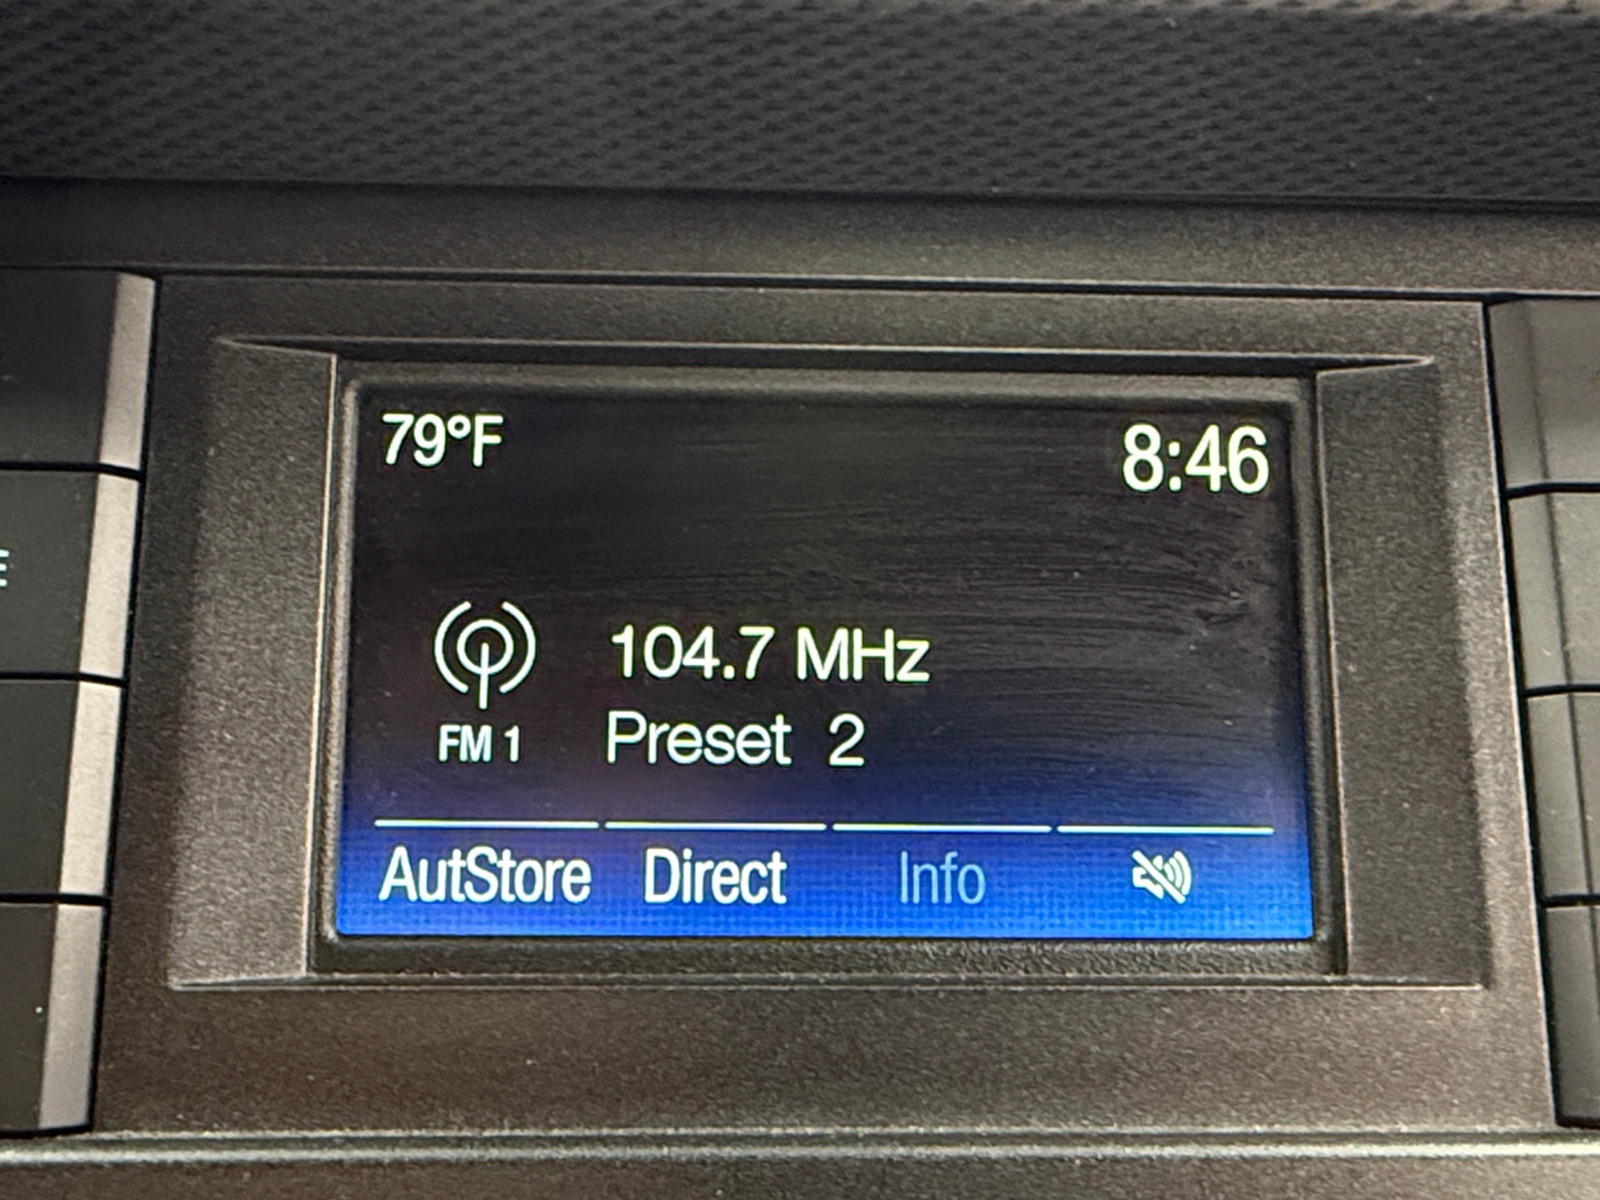 79°F
8:46
104.7 MHz
FM 1
Preset 2
AutStore Direct Info